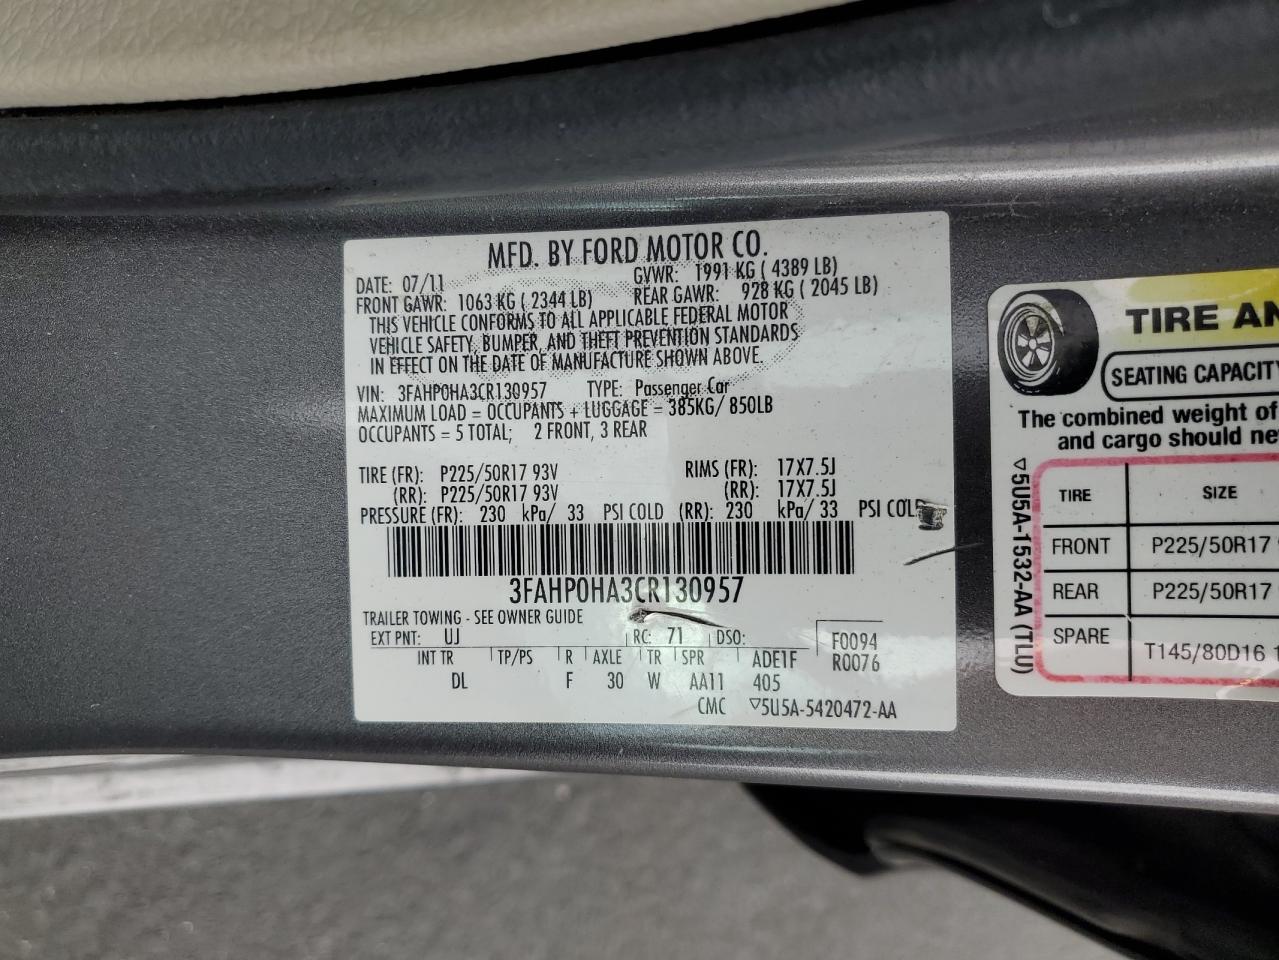 MFD. BY FORD MOTOR CO.
DATE: 07/11 GVWR: 1991 KG ( 4389 LB)
FRONT GAWR: 1063 KG ( 2344 LB) REAR GAWR: 928 KG ( 2045 LB)
THIS VEHICLE CONFORMS TO ALL APPLICABLE FEDERAL MOTOR
VEHICLE SAFETY, BUMPER, AND THEFT PREVENTION STANDARDS
IN EFFECT ON THE DATE OF MANUFACTURE SHOWN ABOVE.
VIN: 3FAHP0HA3CR130957 TYPE: Passenger Car
MAXIMUM LOAD = OCCUPANTS + LUGGAGE = 385KG/ 850LB
OCCUPANTS = 5 TOTAL; 2 FRONT, 3 REAR
TIRE (FR): P225/50R17 93V RIMS (FR): 17X7.5J
(RR): P225/50R17 93V (RR): 17X7.5J
PRESSURE (FR): 230 kPa/ 33 PSI COLD (RR): 230 kPa/ 33 PSI COLD
3FAHP0HA3CR130957
TRAILER TOWING - SEE OWNER GUIDE
EXT PNT: UJ RC: 71 DSO: F0094
R0076
INT TR TP/PS R AXLE TR SPR ADE1F
DL F 30 W AA11 405
CMC ▽5U5A-5420472-AA
TIRE AN
SEATING CAPACITY
The combined weight of
and cargo should ne
▽5U5A-1532-AA (TLU)
TIRE SIZE
FRONT P225/50R17
REAR P225/50R17
SPARE T145/80D16 1